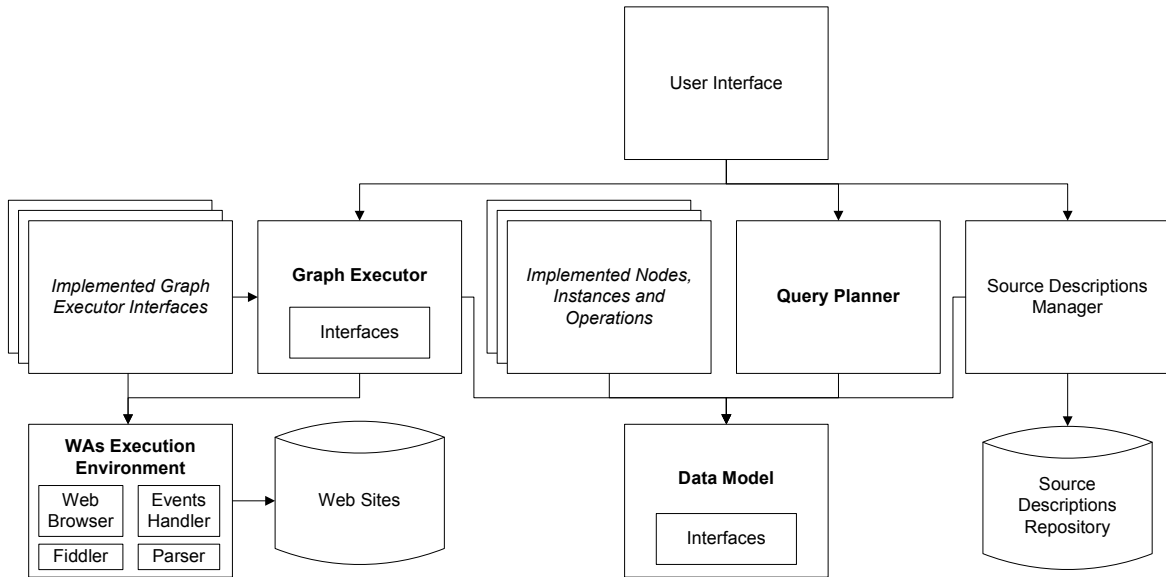 User Interface
Implemented Graph
Executor Interfaces
Graph Executor
Interfaces
Implemented Nodes,
Instances and
Operations
Query Planner
Source Descriptions
Manager
WAs Execution
Environment
Web
Browser
Events
Handler
Fiddler
Parser
Web Sites
Data Model
Interfaces
Source
Descriptions
Repository